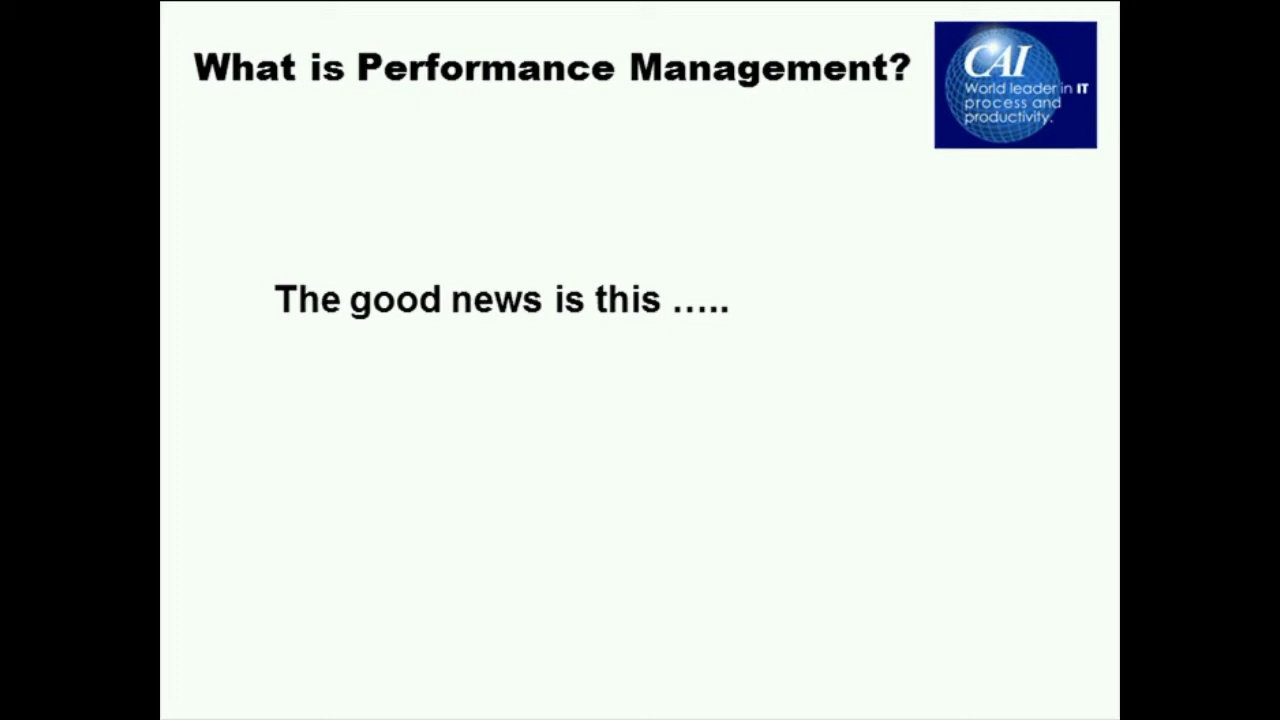 What is Performance Management?
CAI
World leader in IT
process and
productivity.
The good news is this .....